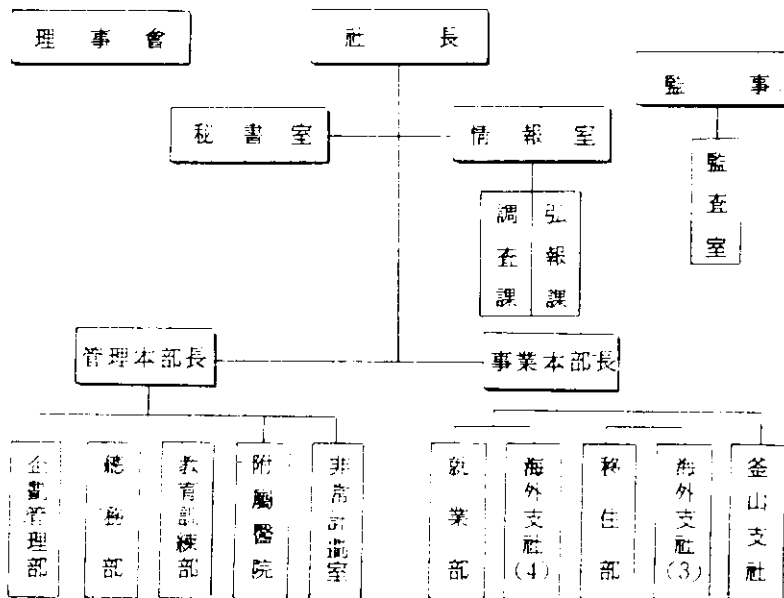 理事會
社長
監事
秘書室
情報室
監査室
調査課
弘報課
管理本部長
事業本部長
企劃管理部
總務部
教育訓練部
附屬醫院
非常計劃室
就業部
海外支社(4)
移住部
海外支社(3)
釜山支社